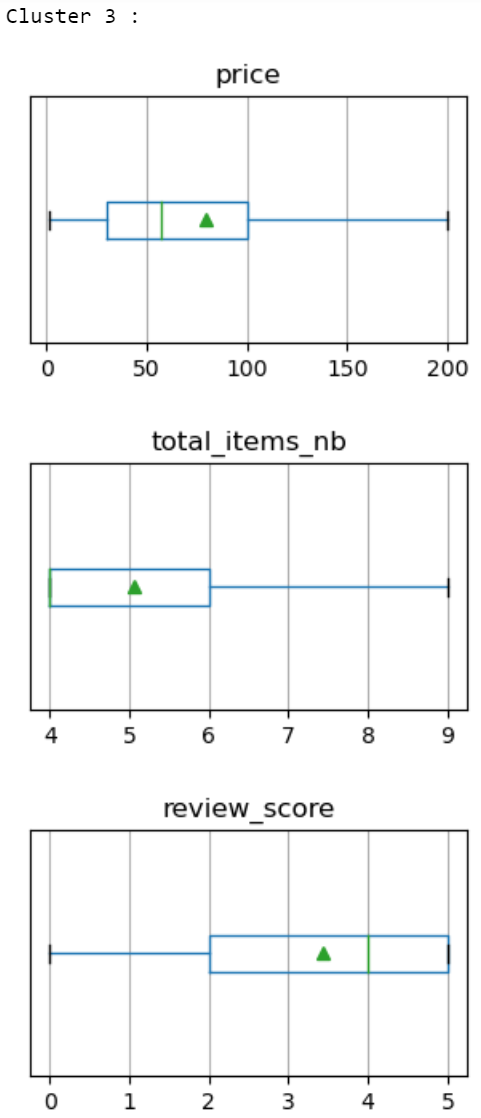 Cluster 3 :
price
0 50 100 150 200
total_items_nb
4 5 6 7 8 9
review_score
0 1 2 3 4 5